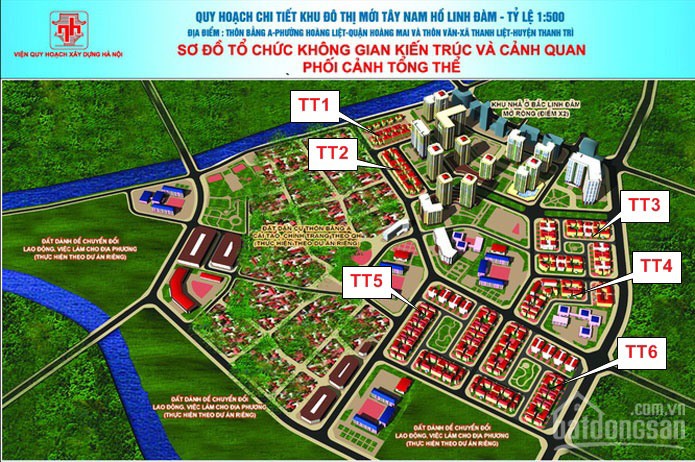 QUY HOẠCH CHI TIẾT KHU ĐÔ THỊ MỚI TÂY NAM HỒ LINH ĐÀM - TỶ LỆ 1:500
ĐỊA ĐIỂM : THÔN BẰNG A-PHƯỜNG HOÀNG LIỆT-QUẬN HOÀNG MAI VÀ THÔN VĂN-XÃ THANH LIỆT-HUYỆN THANH TRÌ
SƠ ĐỒ TỔ CHỨC KHÔNG GIAN KIẾN TRÚC VÀ CẢNH QUAN
PHỐI CẢNH TỔNG THỂ
VIỆN QUY HOẠCH XÂY DỰNG HÀ NỘI
TT1
KHU NHÀ Ở BẮC LINH ĐÀM
MỞ RỘNG (ĐIỂM X2)
TT2
TT3
ĐẤT DÂN CƯ THÔN BẰNG A
CẢI TẠO, CHỈNH TRANG THEO QH
(THỰC HIỆN THEO DỰ ÁN RIÊNG)
ĐẤT DÀNH ĐỂ CHUYỂN ĐỔI
LAO ĐỘNG, VIỆC LÀM CHO ĐỊA PHƯƠNG
(THỰC HIỆN THEO DỰ ÁN RIÊNG)
TT4
TT5
TT6
ĐẤT DÀNH ĐỂ CHUYỂN ĐỔI
LAO ĐỘNG, VIỆC LÀM CHO ĐỊA PHƯƠNG
(THỰC HIỆN THEO DỰ ÁN RIÊNG)
ĐẤT DÀNH ĐỂ CHUYỂN ĐỔI
LAO ĐỘNG, VIỆC LÀM CHO ĐỊA PHƯƠNG
(THỰC HIỆN THEO DỰ ÁN RIÊNG)
.com.vn
batdongsan